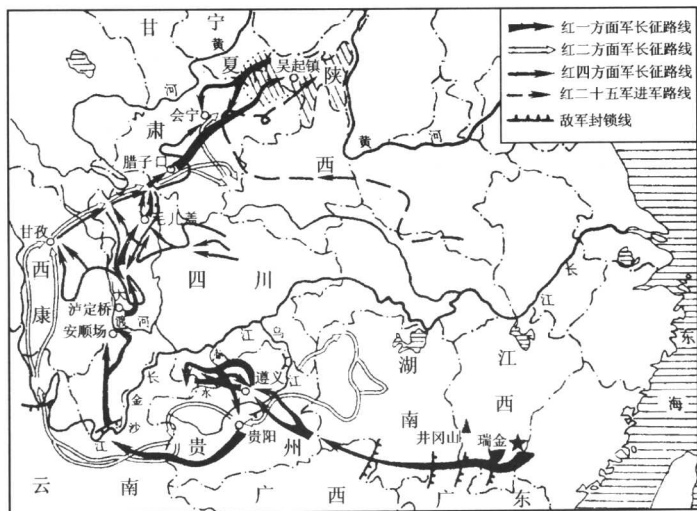 甘 宁
黄
夏
吴起镇
陕
河
会宁
肃
黄 河
腊子口
西
毛儿盖
甘孜
西
康
四 川
长
江
泸定桥
大
渡
河
安顺场
江
乌
江
湖
南
江
西
东
海
长
赤
水
遵义
金
沙
江
贵
州
贵阳
井冈山
瑞金
云 南
广 西
广 东
红一方面军长征路线
红二方面军长征路线
红四方面军长征路线
红二十五军进军路线
敌军封锁线